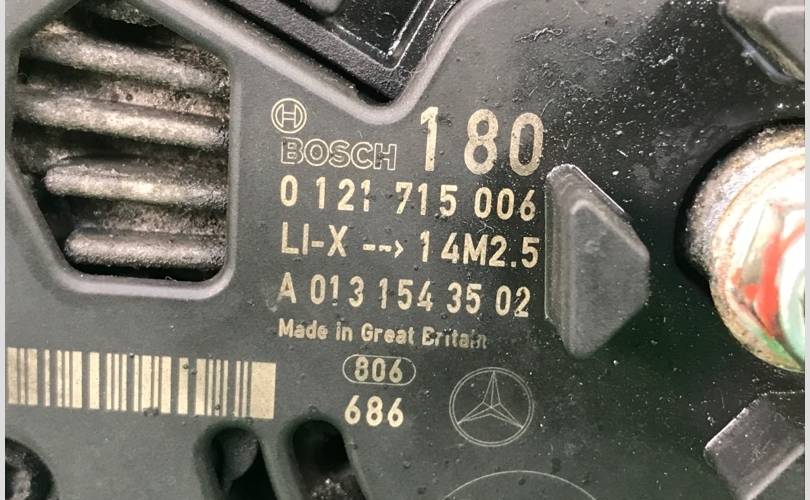 BOSCH 180
0 121 715 006
LI-X --> 14M2.5
A 013 154 35 02
Made in Great Britain
806
686